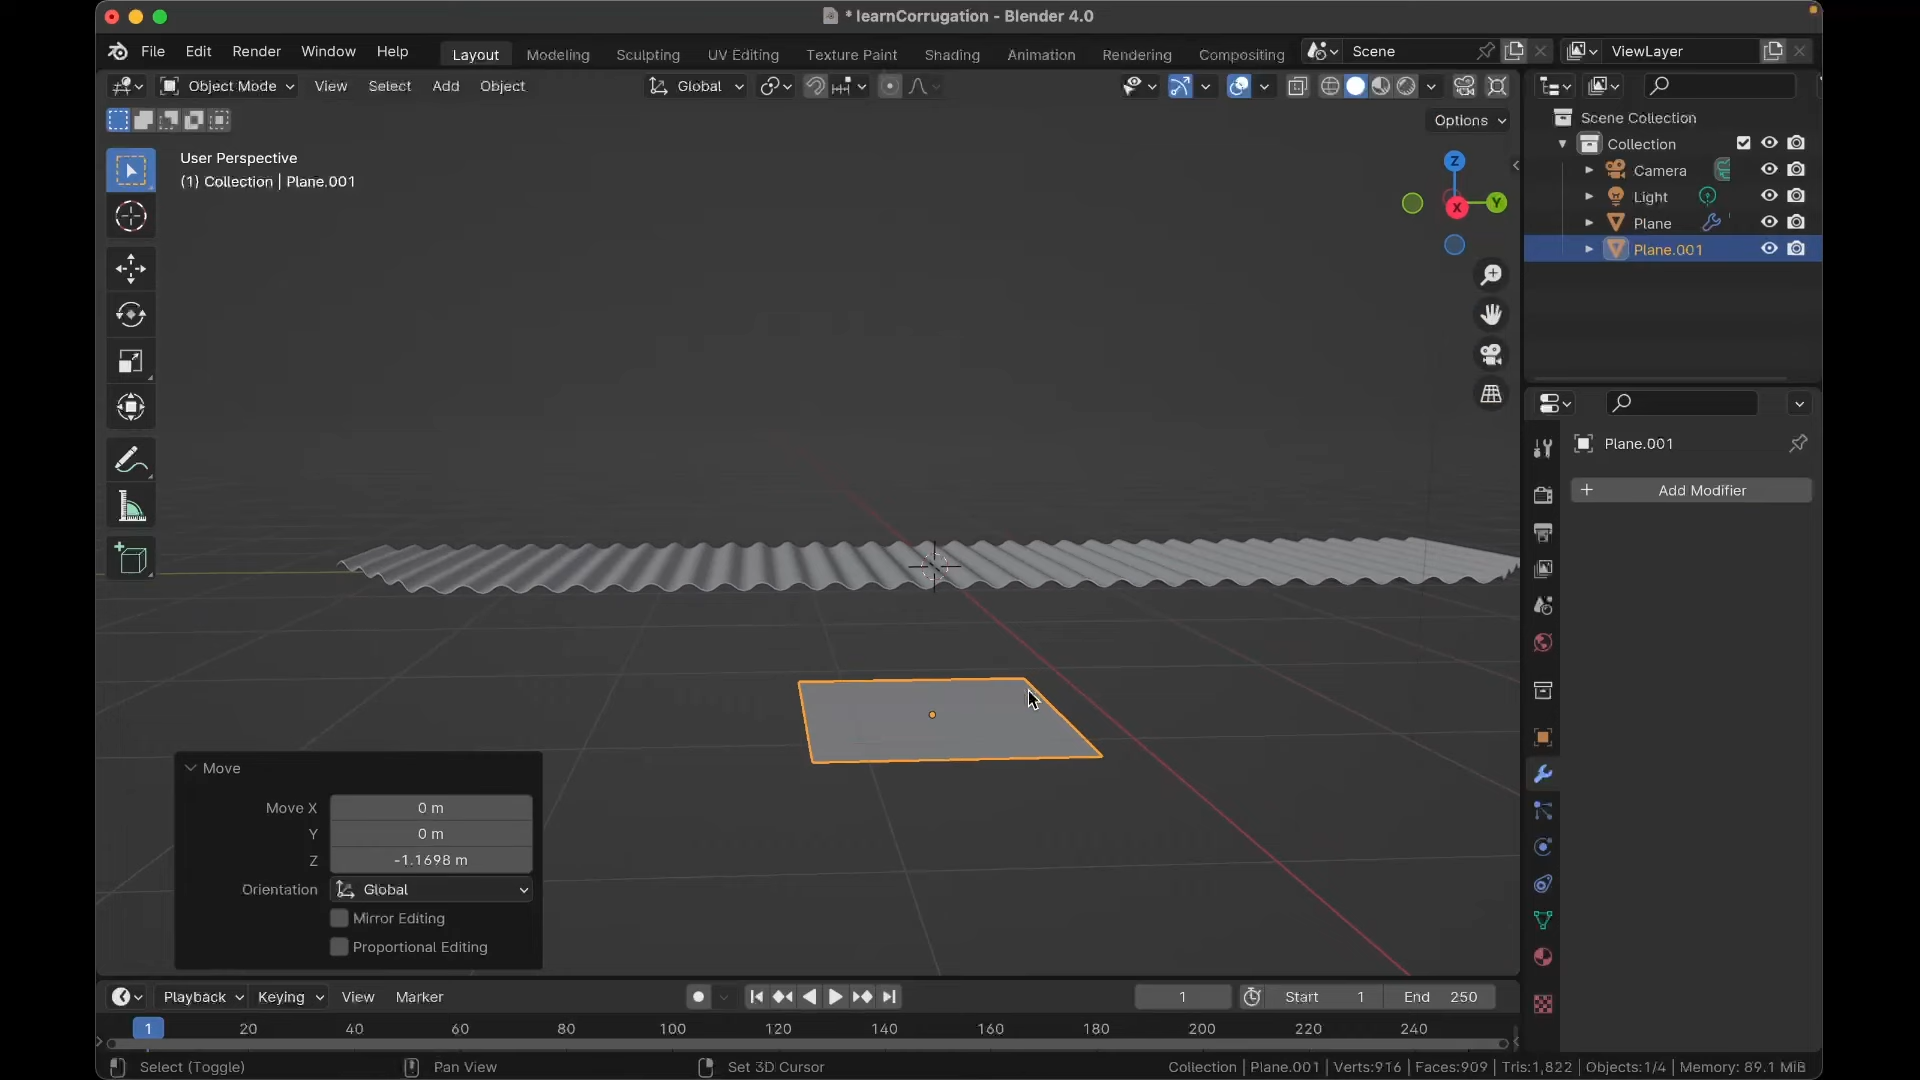 * learnCorrugation - Blender 4.0
File Edit Render Window Help Layout Modeling Sculpting UV Editing Texture Paint Shading Animation Rendering Compositing Scene ViewLayer
Object Mode View Select Add Object Global
Options
User Perspective
(1) Collection | Plane.001
Z
Y
X
Scene Collection
Collection
Camera
Light
Plane
Plane.001
Plane.001
+ Add Modifier
Move
Move X 0 m
Y 0 m
Z -1.1698 m
Orientation Global
Mirror Editing
Proportional Editing
Playback Keying View Marker 1 Start 1 End 250
1 20 40 60 80 100 120 140 160 180 200 220 240
Select (Toggle) Pan View Set 3D Cursor Collection | Plane.001 | Verts:916 | Faces:909 | Tris:1,822 | Objects:1/4 | Memory: 89.1 MiB